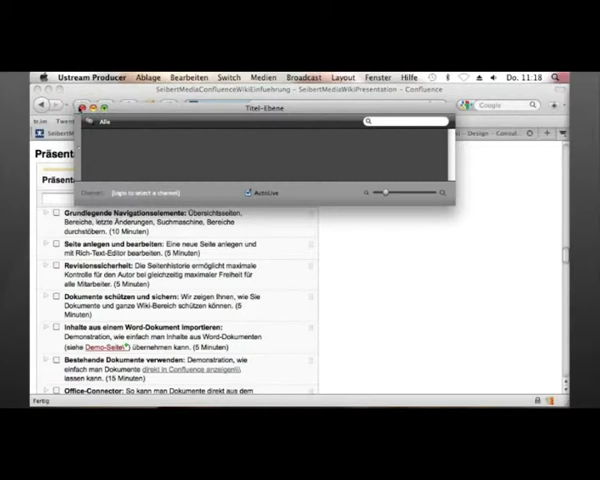 Ustream Producer Ablage Bearbeiten Switch Medien Broadcast Layout Fenster Hilfe Do. 11:18
SeibertMediaConfluenceWikiEinfuehrung – SeibertMediaWikiPresentation – Confluence
Titel-Ebene
Google
Alle
Channel: (login to select a channel) AutoLive
Präsent
Präsent
Grundlegende Navigationselemente: Übersichtsseiten,
Bereiche, letzte Änderungen, Suchmaschine, Bereiche
durchstöbern. (10 Minuten)
Seite anlegen und bearbeiten: Eine neue Seite anlegen und
mit Rich-Text-Editor bearbeiten. (5 Minuten)
Revisionssicherheit: Die Seitenhistorie ermöglicht maximale
Kontrolle für den Autor bei gleichzeitig maximaler Freiheit für
alle Mitarbeiter. (5 Minuten)
Dokumente schützen und sichern: Wir zeigen Ihnen, wie Sie
Dokumente und ganze Wiki-Bereich schützen können. (5
Minuten)
Inhalte aus einem Word-Dokument importieren:
Demonstration, wie einfach man Inhalte aus Word-Dokumenten
(siehe Demo-Seite) übernehmen kann. (5 Minuten)
Bestehende Dokumente verwenden: Demonstration, wie
einfach man Dokumente direkt in Confluence anzeigen
lassen kann. (15 Minuten)
Office-Connector: So kann man Dokumente direkt aus dem
Fertig